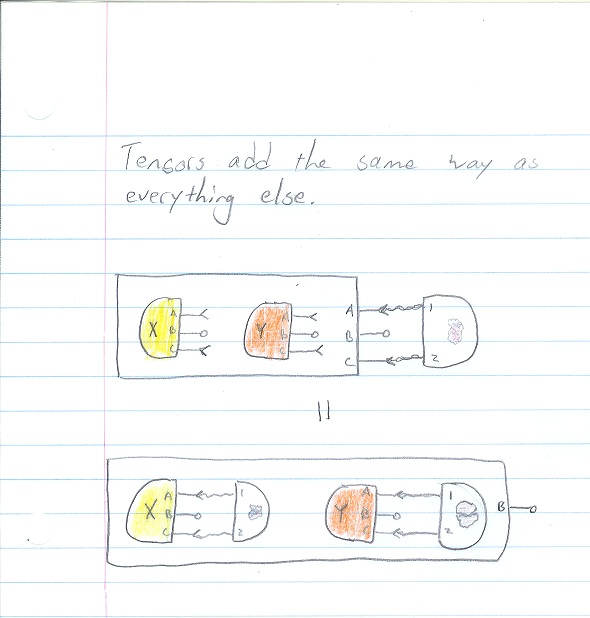 Tensors add the same way as
everything else.
X A B C Y A B C A B C 1 2
=
X A B C 1 2 Y A B C 1 2 B